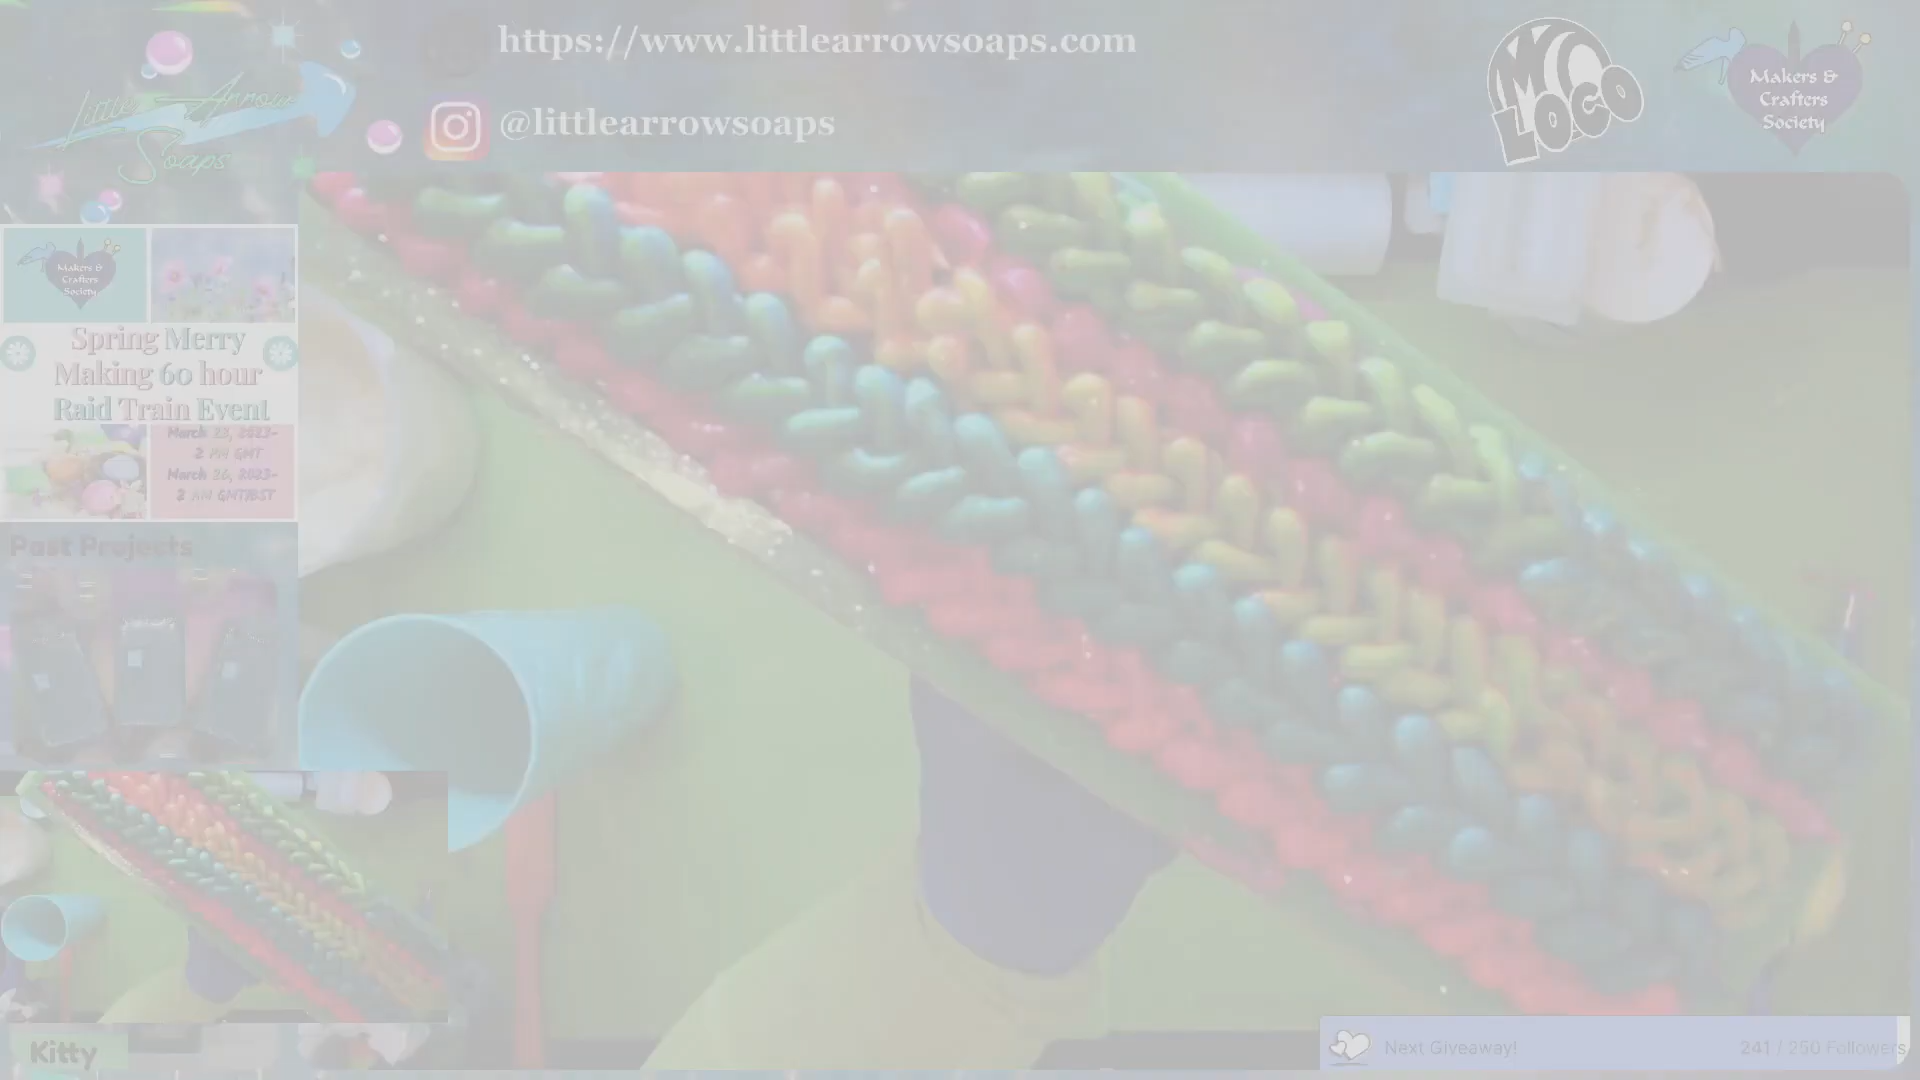 https://www.littlearrowsoaps.com
@littlearrowsoaps
Little Arrow
Soaps
MC
LOCO
Makers &
Crafters
Society
Makers &
Crafters
Society
Spring Merry
Making 60 hour
Raid Train Event
March 23, 2023-
2 PM GMT
March 26, 2023-
2 AM GMT/BST
Past Projects
Kitty
Next Giveaway!
241 / 250 Followers